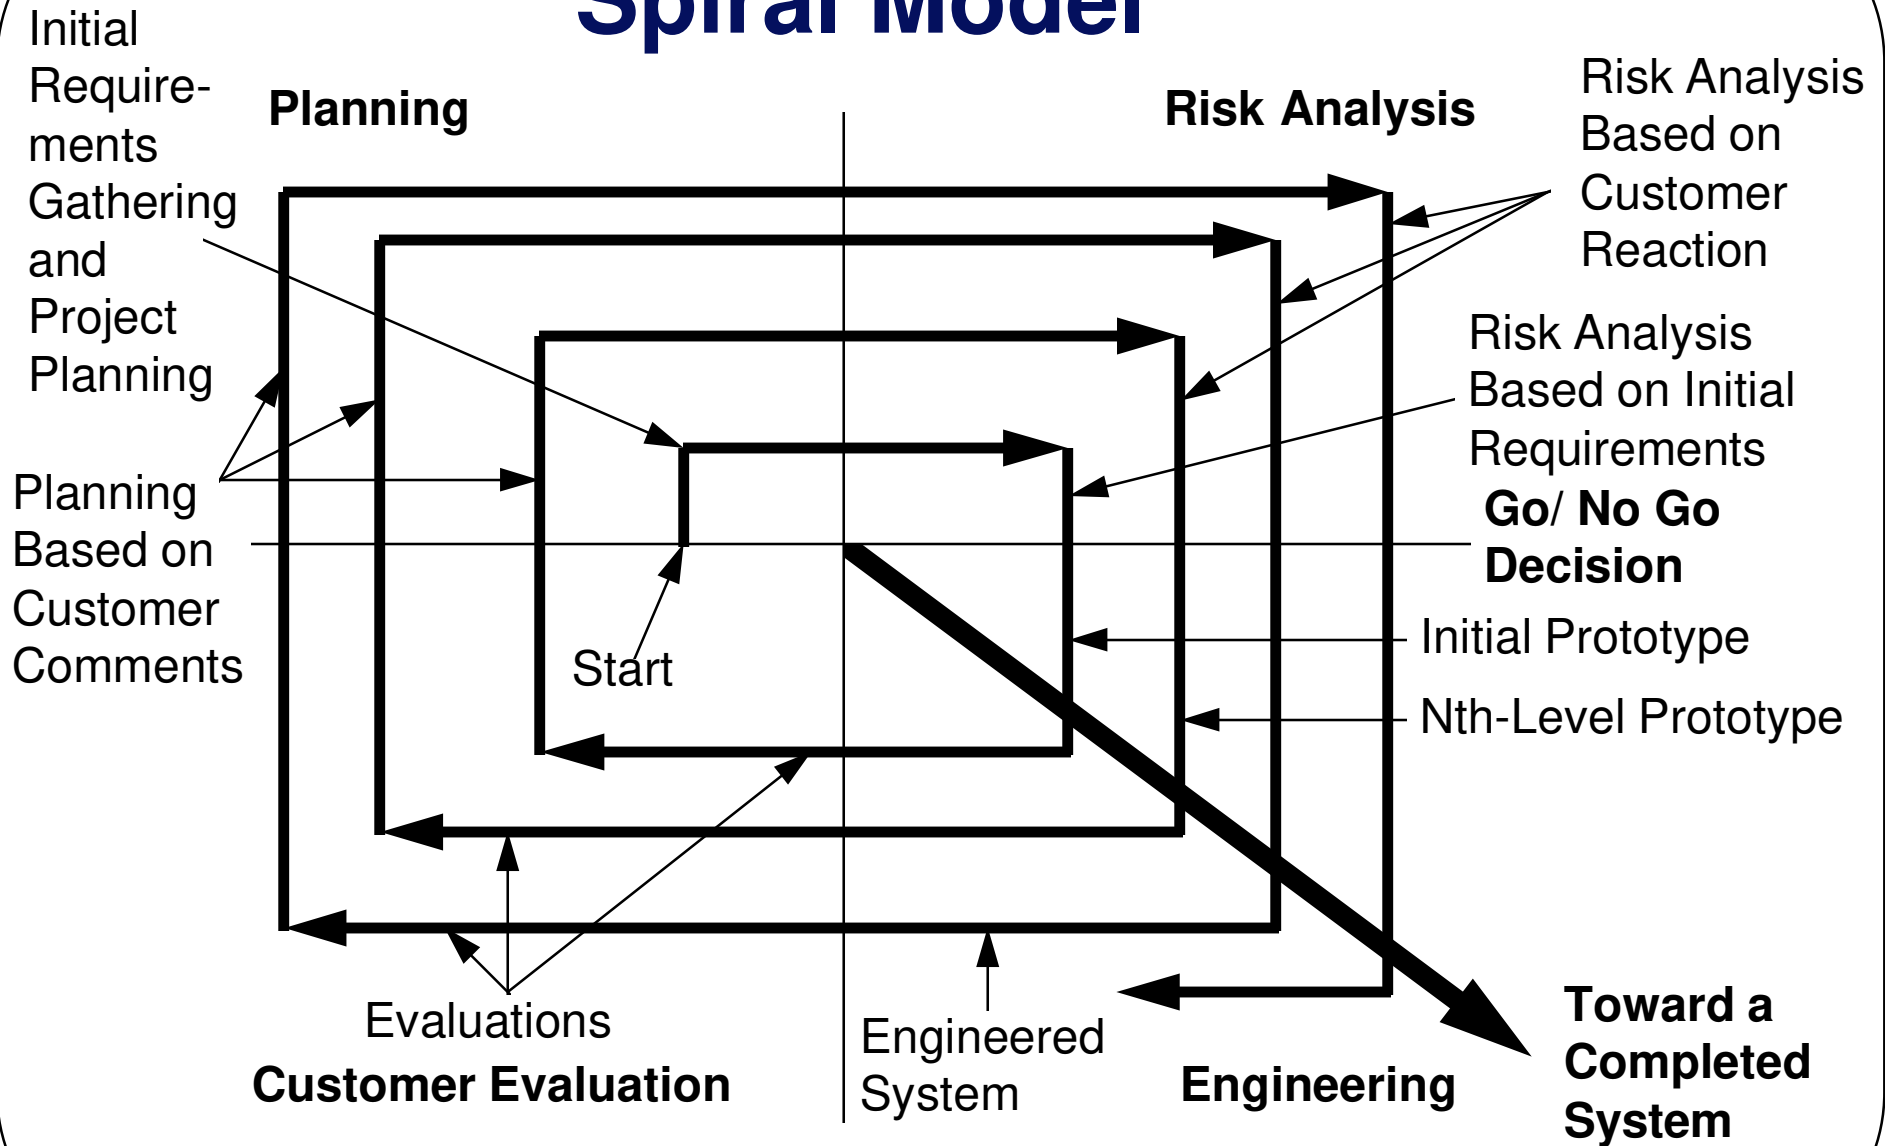 Spiral Model
Initial
Require-
ments
Gathering
and
Project
Planning
Planning
Risk Analysis
Risk Analysis
Based on
Customer
Reaction
Risk Analysis
Based on Initial
Requirements
Go/ No Go
Decision
Planning
Based on
Customer
Comments
Start
Initial Prototype
Nth-Level Prototype
Evaluations
Customer Evaluation
Engineered
System
Engineering
Toward a
Completed
System